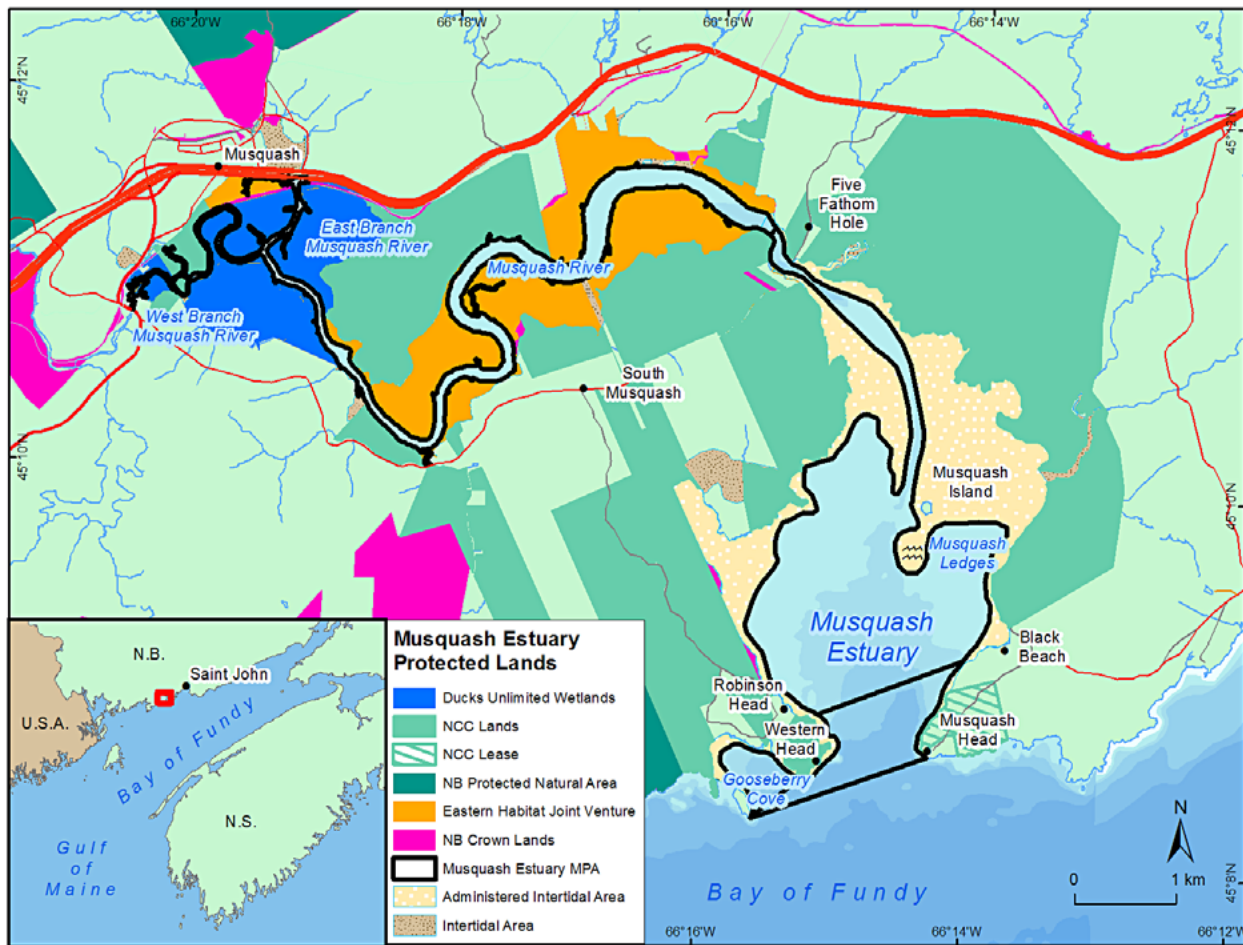 66°20'W
66°18'W
66°16'W
66°14'W
45°12'N
45°12'N
Musquash
Five
Fathom
Hole
East Branch
Musquash River
Musquash River
West Branch
Musquash River
South
Musquash
45°10'N
45°10'N
Musquash
Island
Musquash
Ledges
Musquash
Estuary
Black
Beach
Robinson
Head
Western
Head
Musquash
Head
Gooseberry
Cove
N.B.
Saint John
U.S.A.
Bay of Fundy
N.S.
Gulf
of
Maine
Musquash Estuary
Protected Lands
Ducks Unlimited Wetlands
NCC Lands
NCC Lease
NB Protected Natural Area
Eastern Habitat Joint Venture
NB Crown Lands
Musquash Estuary MPA
Administered Intertidal Area
Intertidal Area
N
0 1 km
45°8'N
Bay of Fundy
66°16'W
66°14'W
66°12'W